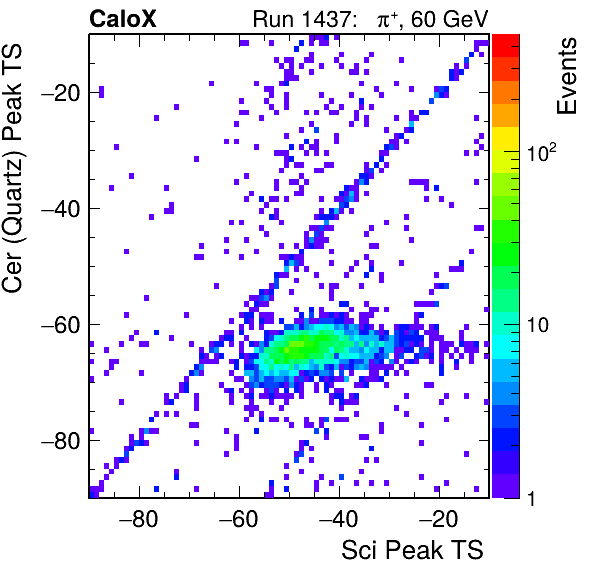 CaloX Run 1437: π⁺, 60 GeV
Cer (Quartz) Peak TS
−20
−40
−60
−80
−80 −60 −40 −20
Sci Peak TS
Events
10²
10
1